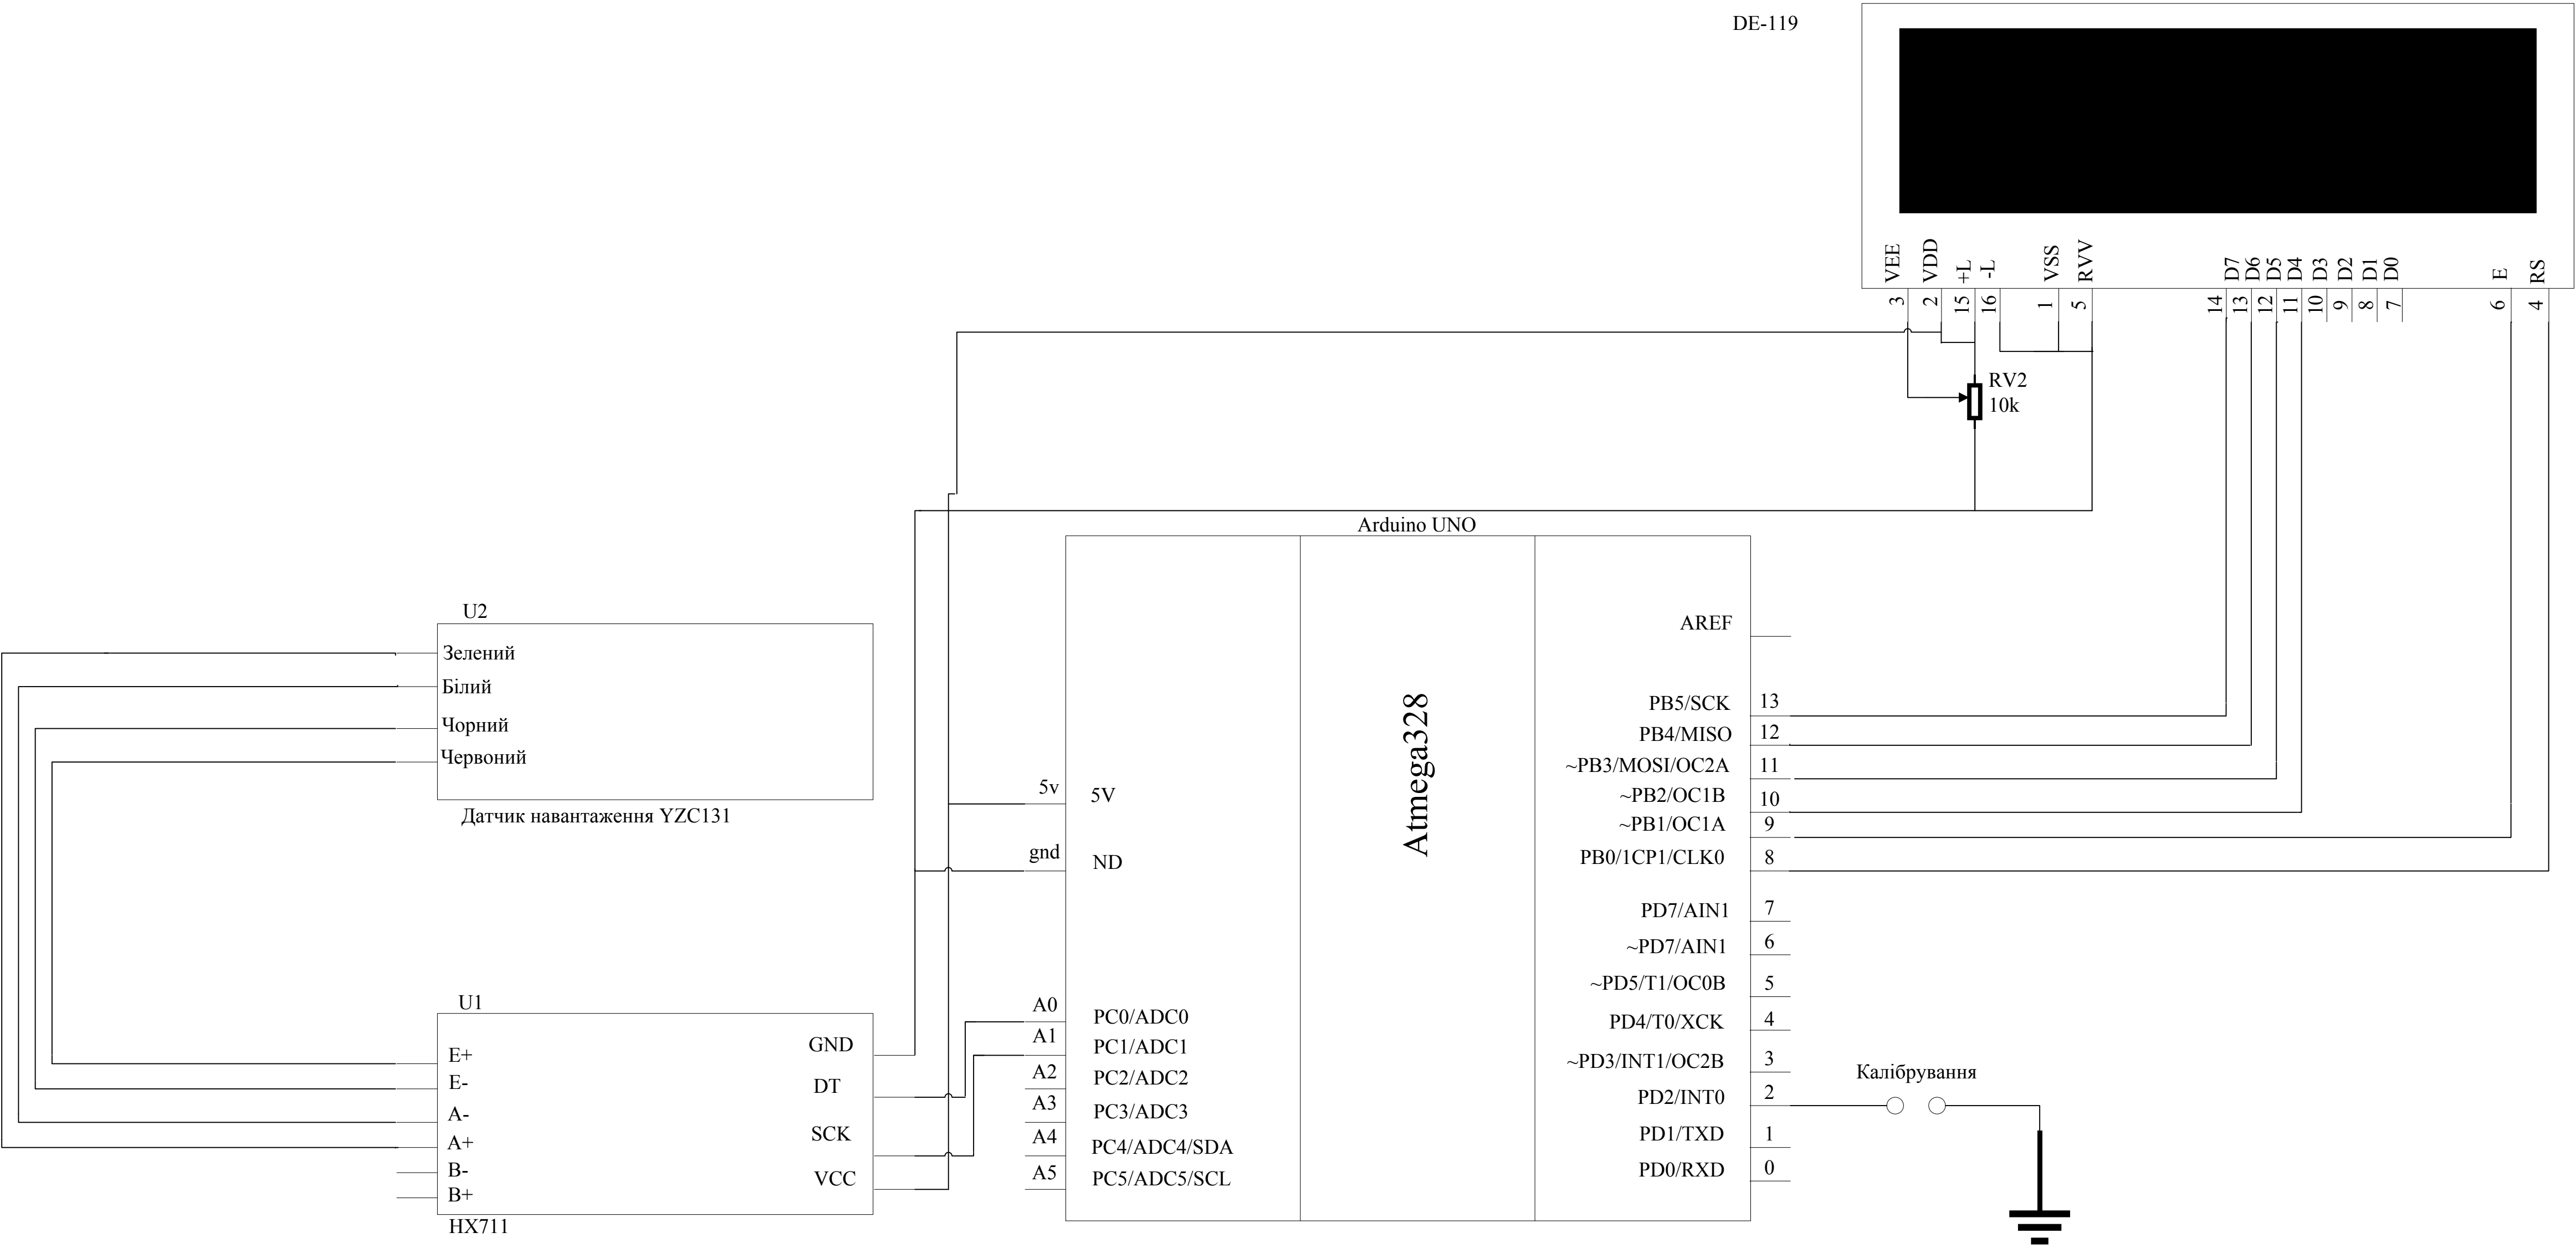 DE-119
VEE
VDD
+L
-L
VSS
RVV
D7
D6
D5
D4
D3
D2
D1
D0
E
RS
3
2
15
16
1
5
14
13
12
11
10
9
8
7
6
4
RV2
10k
Arduino UNO
Atmega328
U2
Зелений
Білий
Чорний
Червоний
Датчик навантаження YZC131
U1
E+
E-
A-
A+
B-
B+
GND
DT
SCK
VCC
HX711
5v
5V
gnd
ND
A0
PC0/ADC0
A1
PC1/ADC1
A2
PC2/ADC2
A3
PC3/ADC3
A4
PC4/ADC4/SDA
A5
PC5/ADC5/SCL
AREF
PB5/SCK 13
PB4/MISO 12
~PB3/MOSI/OC2A 11
~PB2/OC1B 10
~PB1/OC1A 9
PB0/1CP1/CLK0 8
PD7/AIN1 7
~PD7/AIN1 6
~PD5/T1/OC0B 5
PD4/T0/XCK 4
~PD3/INT1/OC2B 3
PD2/INT0 2
PD1/TXD 1
PD0/RXD 0
Калібрування